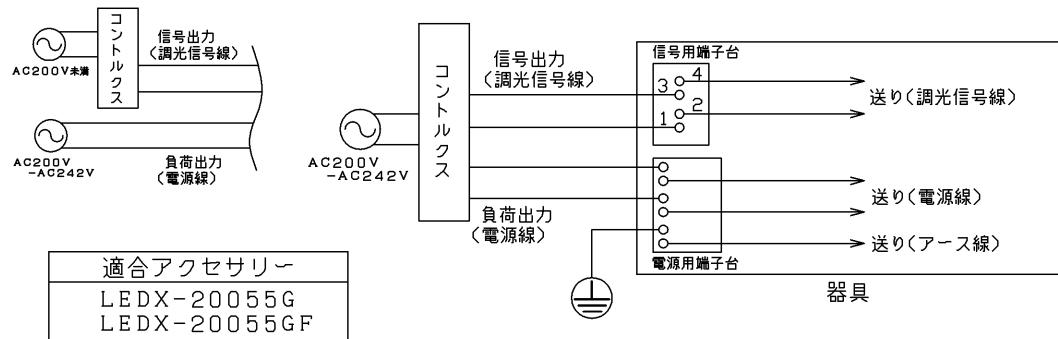 コントルクス
信号出力
(調光信号線)
AC200V未満
AC200V
-AC242V
負荷出力
(電源線)
コントルクス
信号出力
(調光信号線)
AC200V
-AC242V
負荷出力
(電源線)
信号用端子台
4
3
2
1
送り(調光信号線)
送り(電源線)
送り(アース線)
電源用端子台
器具
適合アクセサリー
LEDX-20055G
LEDX-20055GF